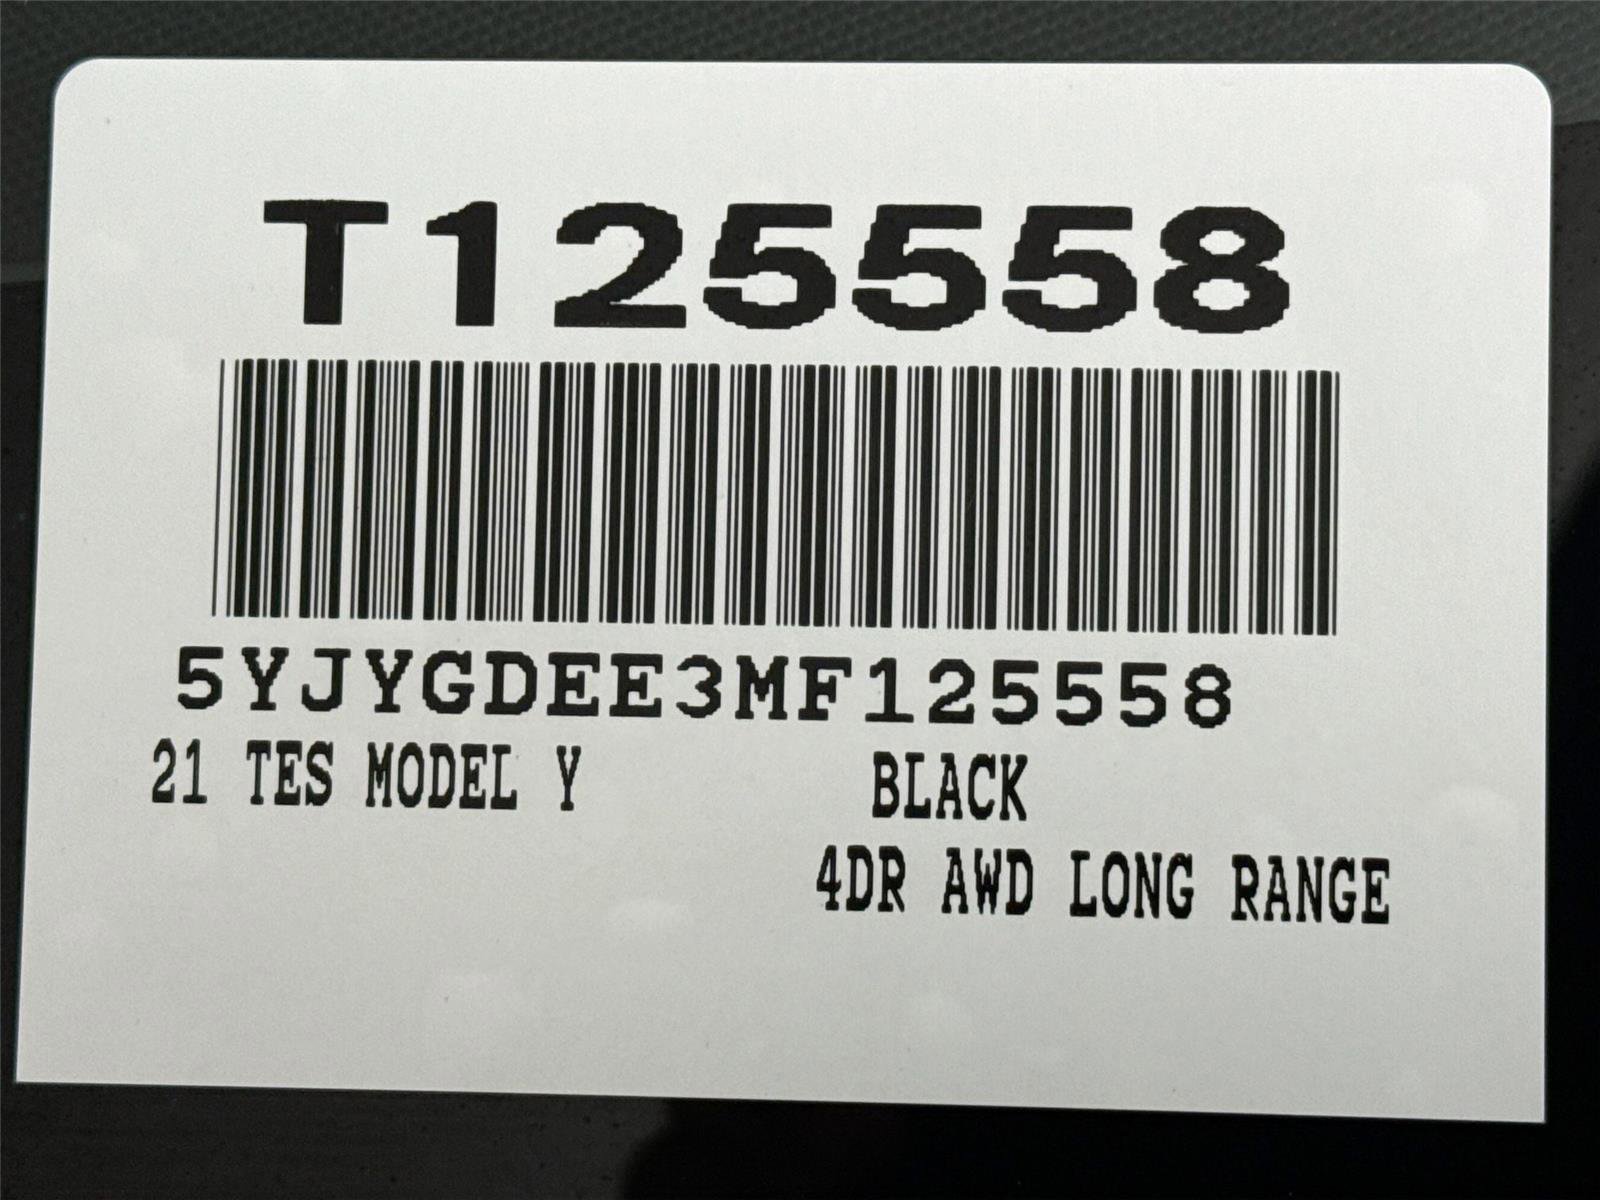 T125558
5YJYGDEE3MF125558
21 TES MODEL Y BLACK
4DR AWD LONG RANGE